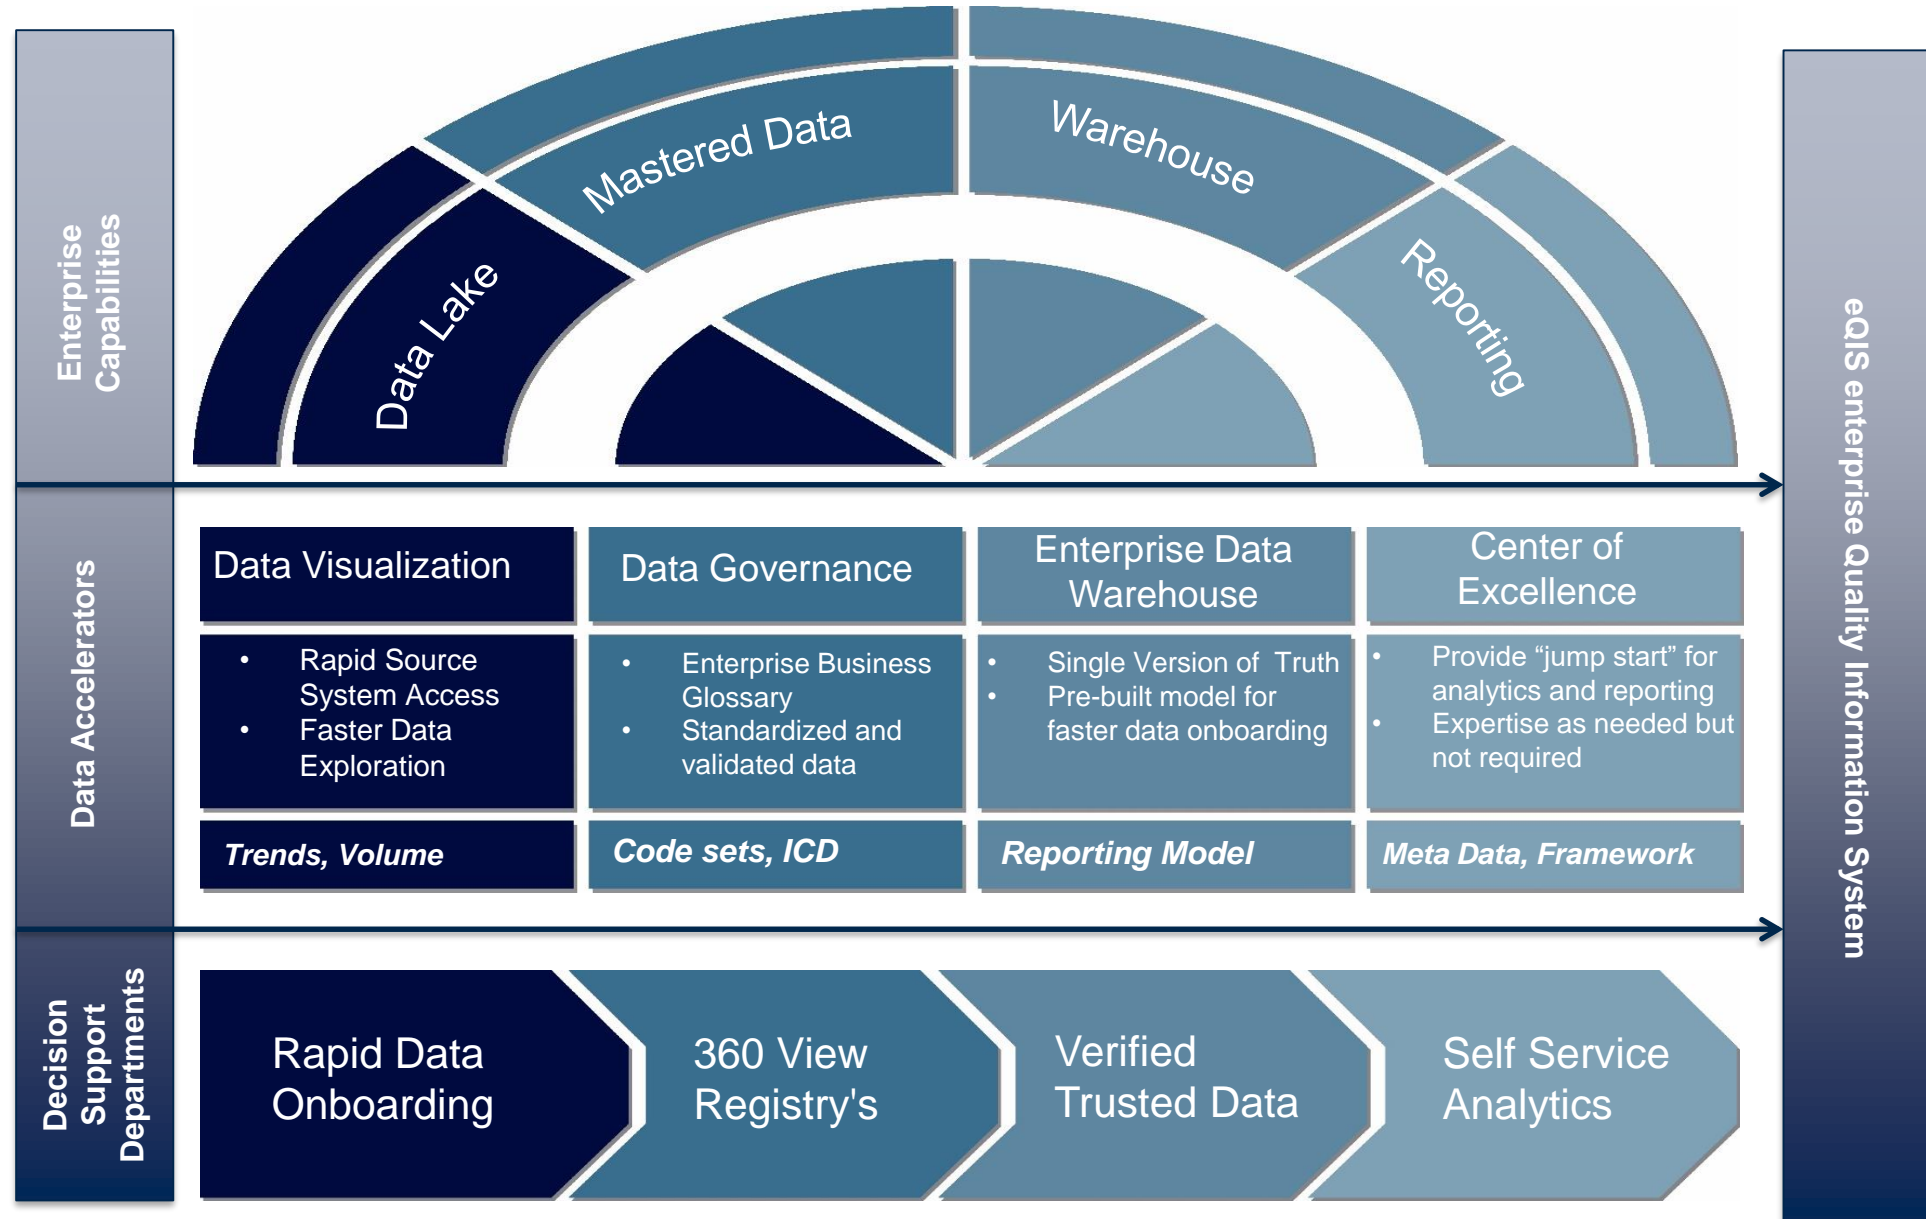 Enterprise
Capabilities
Data Lake
Mastered Data
Warehouse
Reporting
Data Accelerators
Data Visualization
• Rapid Source
System Access
• Faster Data
Exploration
Trends, Volume
Data Governance
• Enterprise Business
Glossary
• Standardized and
validated data
Code sets, ICD
Enterprise Data
Warehouse
• Single Version of Truth
• Pre-built model for
faster data onboarding
Reporting Model
Center of
Excellence
• Provide “jump start” for
analytics and reporting
• Expertise as needed but
not required
Meta Data, Framework
Decision
Support
Departments
Rapid Data
Onboarding
360 View
Registry's
Verified
Trusted Data
Self Service
Analytics
eQIS enterprise Quality Information System